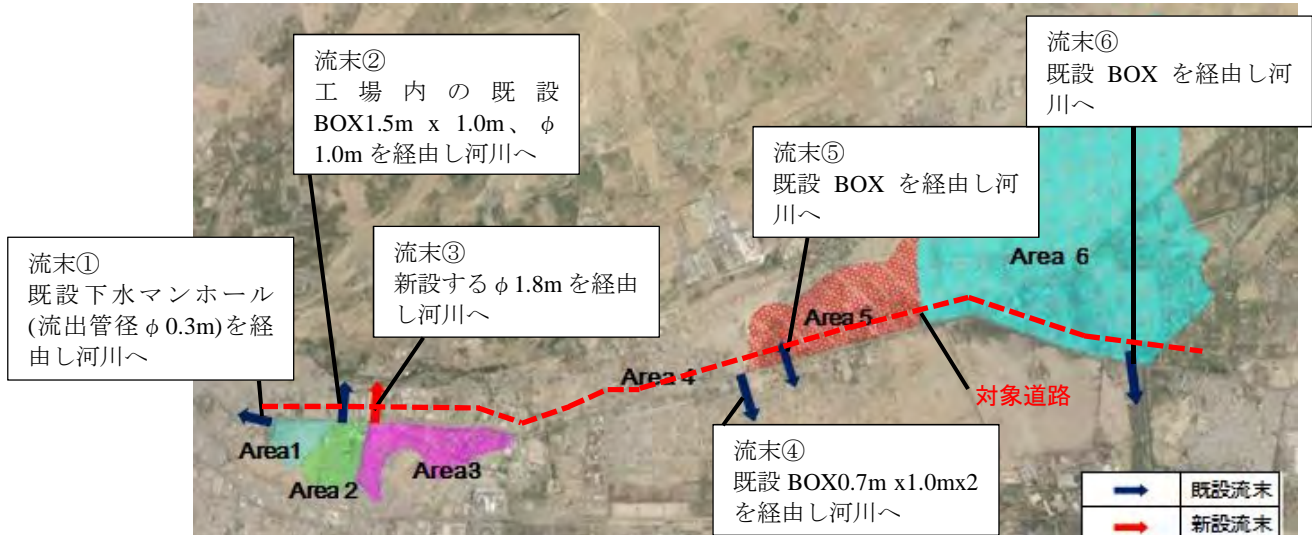 流末②
工場内の既設
BOX1.5m x 1.0m、φ
1.0mを経由し河川へ
流末⑥
既設 BOX を経由し河
川へ
流末⑤
既設 BOX を経由し河
川へ
流末①
既設下水マンホール
(流出管径φ0.3m)を経
由し河川へ
流末③
新設するφ1.8mを経由
し河川へ
Area 6
Area 5
Area 4
対象道路
Area1
Area 2
Area3
流末④
既設 BOX0.7m x1.0mx2
を経由し河川へ
既設流末
新設流末